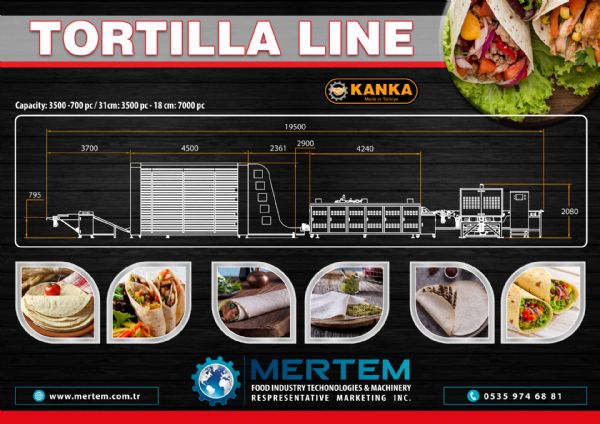 TORTILLA LINE
KANKA
Made in Türkiye
Capacity: 3500 -700 pc / 31cm: 3500 pc - 18 cm: 7000 pc
19500
3700
4500
2361
2900
4240
795
2080
MERTEM
FOOD INDUSTRY TECHONOLOGIES & MACHINERY
RESPRESENTATIVE MARKETING INC.
www.mertem.com.tr
0535 974 68 81